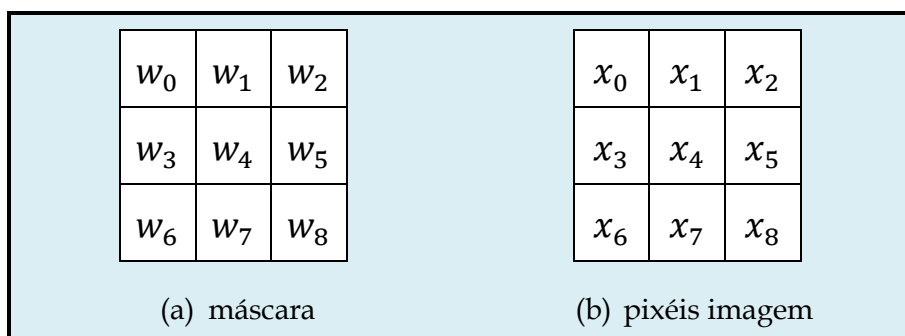 w₀ w₁ w₂ x₀ x₁ x₂
w₃ w₄ w₅ x₃ x₄ x₅
w₆ w₇ w₈ x₆ x₇ x₈
(a) máscara (b) pixéis imagem